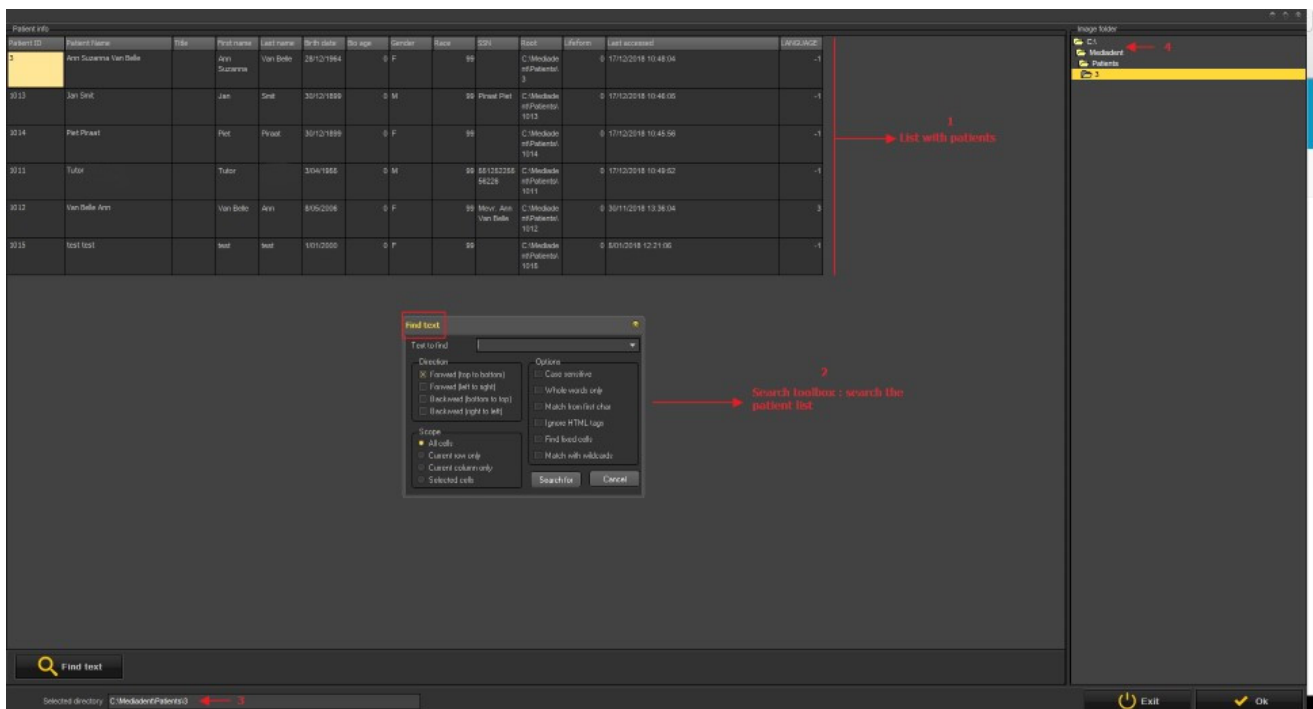 Patient info
Patient ID Patient Name Title First name Last name Birth date Bio age Gender Race SSN Root Lifeform Last accessed LANGUAGE
3 Ann Suzanna Van Belle Ann Suzanna Van Belle 28/12/1964 0 F 99 C:\Mediadent\Patients\3 0 17/12/2018 10:48:04 -1
1013 Jan Smit Jan Smit 30/12/1899 0 M 99 Piraat Piet C:\Mediadent\Patients\1013 0 17/12/2018 10:46:05 -1
1014 Piet Piraat Piet Piraat 30/12/1899 0 F 99 C:\Mediadent\Patients\1014 0 17/12/2018 10:45:56 -1
1011 Tutor Tutor 0 M 99 C:\Mediadent\Patients\1011 0 17/12/2018 10:49:52 -1
1012 Van Belle Ann Van Belle Ann 8/05/2006 0 F 99 Mevr. Ann Van Belle C:\Mediadent\Patients\1012 0 30/11/2018 13:36:04 3
1015 test test test test 1/01/2000 0 F 99 C:\Mediadent\Patients\1015 0 8/01/2018 12:21:06 -1
1
List with patients
Image folder
C:\
4
Mediadent
Patients
3
Find text
Text to find
Direction
Forward (top to bottom)
Forward (left to right)
Backward (bottom to top)
Backward (right to left)
Scope
All cells
Current row only
Current column only
Selected cells
Options
Case sensitive
Whole words only
Match from first char
Ignore HTML tags
Find fixed cells
Match with wildcards
Search for Cancel
2
Search toolbox : search the
patient list
Find text
Selected directory C:\Mediadent\Patients\3
3
Exit Ok